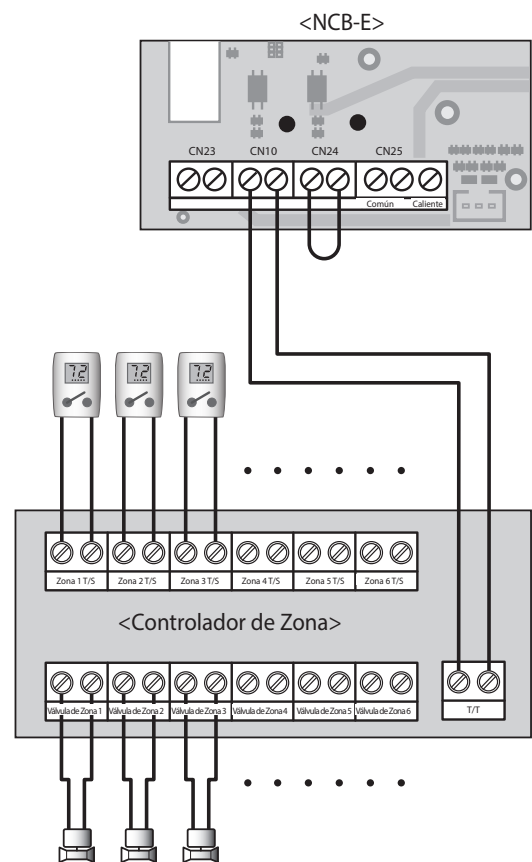 <NCB-E>
CN23 CN10 CN24 CN25
Común Caliente
72 72 72
Zona 1 T/S Zona 2 T/S Zona 3 T/S Zona 4 T/S Zona 5 T/S Zona 6 T/S
<Controlador de Zona>
Válvula de Zona 1 Válvula de Zona 2 Válvula de Zona 3 Válvula de Zona 4 Válvula de Zona 5 Válvula de Zona 6
T/T